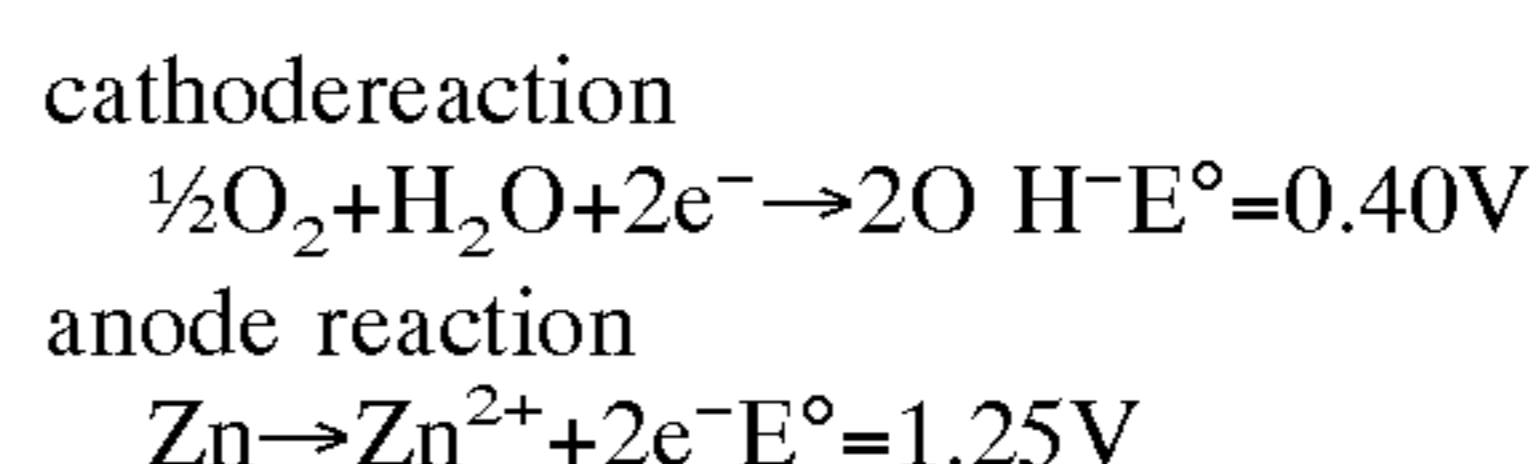 cathodereaction
½O₂+H₂O+2e⁻→2O H⁻E°=0.40V
anode reaction
Zn→Zn²⁺+2e⁻E°=1.25V